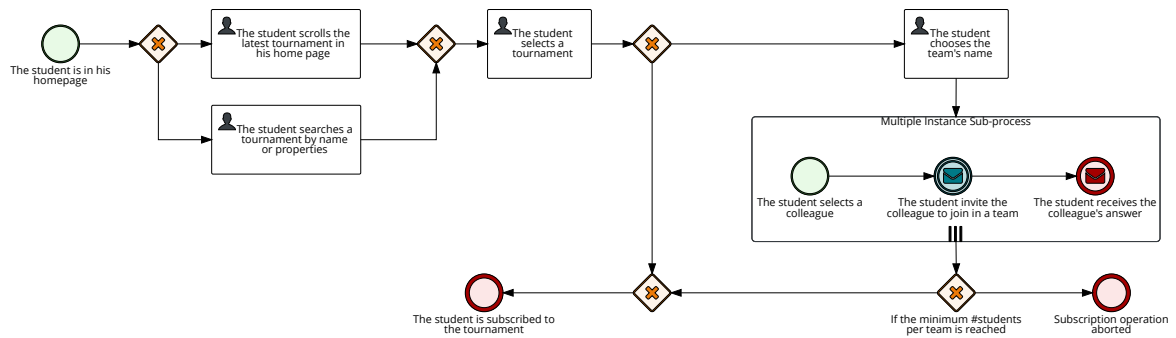 The student is in his
homepage
The student scrolls the
latest tournament in
his home page
The student searches a
tournament by name
or properties
The student
selects a
tournament
The student
chooses the
team's name
Multiple Instance Sub-process
The student selects a
colleague
The student invite the
colleague to join in a team
The student receives the
colleague's answer
The student is subscribed to
the tournament
If the minimum #students
per team is reached
Subscription operation
aborted